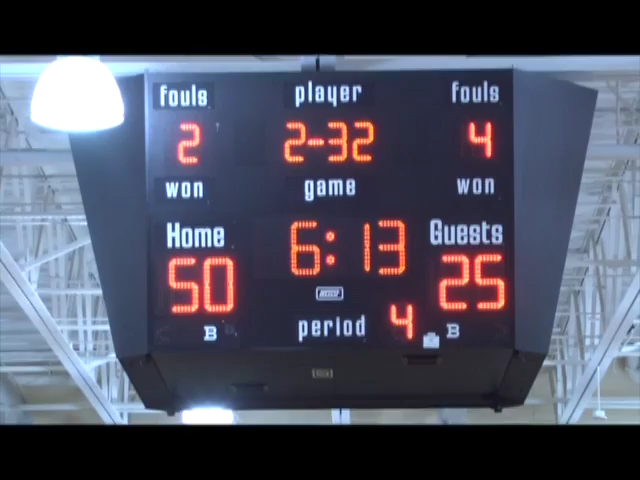 fouls player fouls
2 2-32 4
won game won
Home 6:13 Guests
50 25
B period 4 B